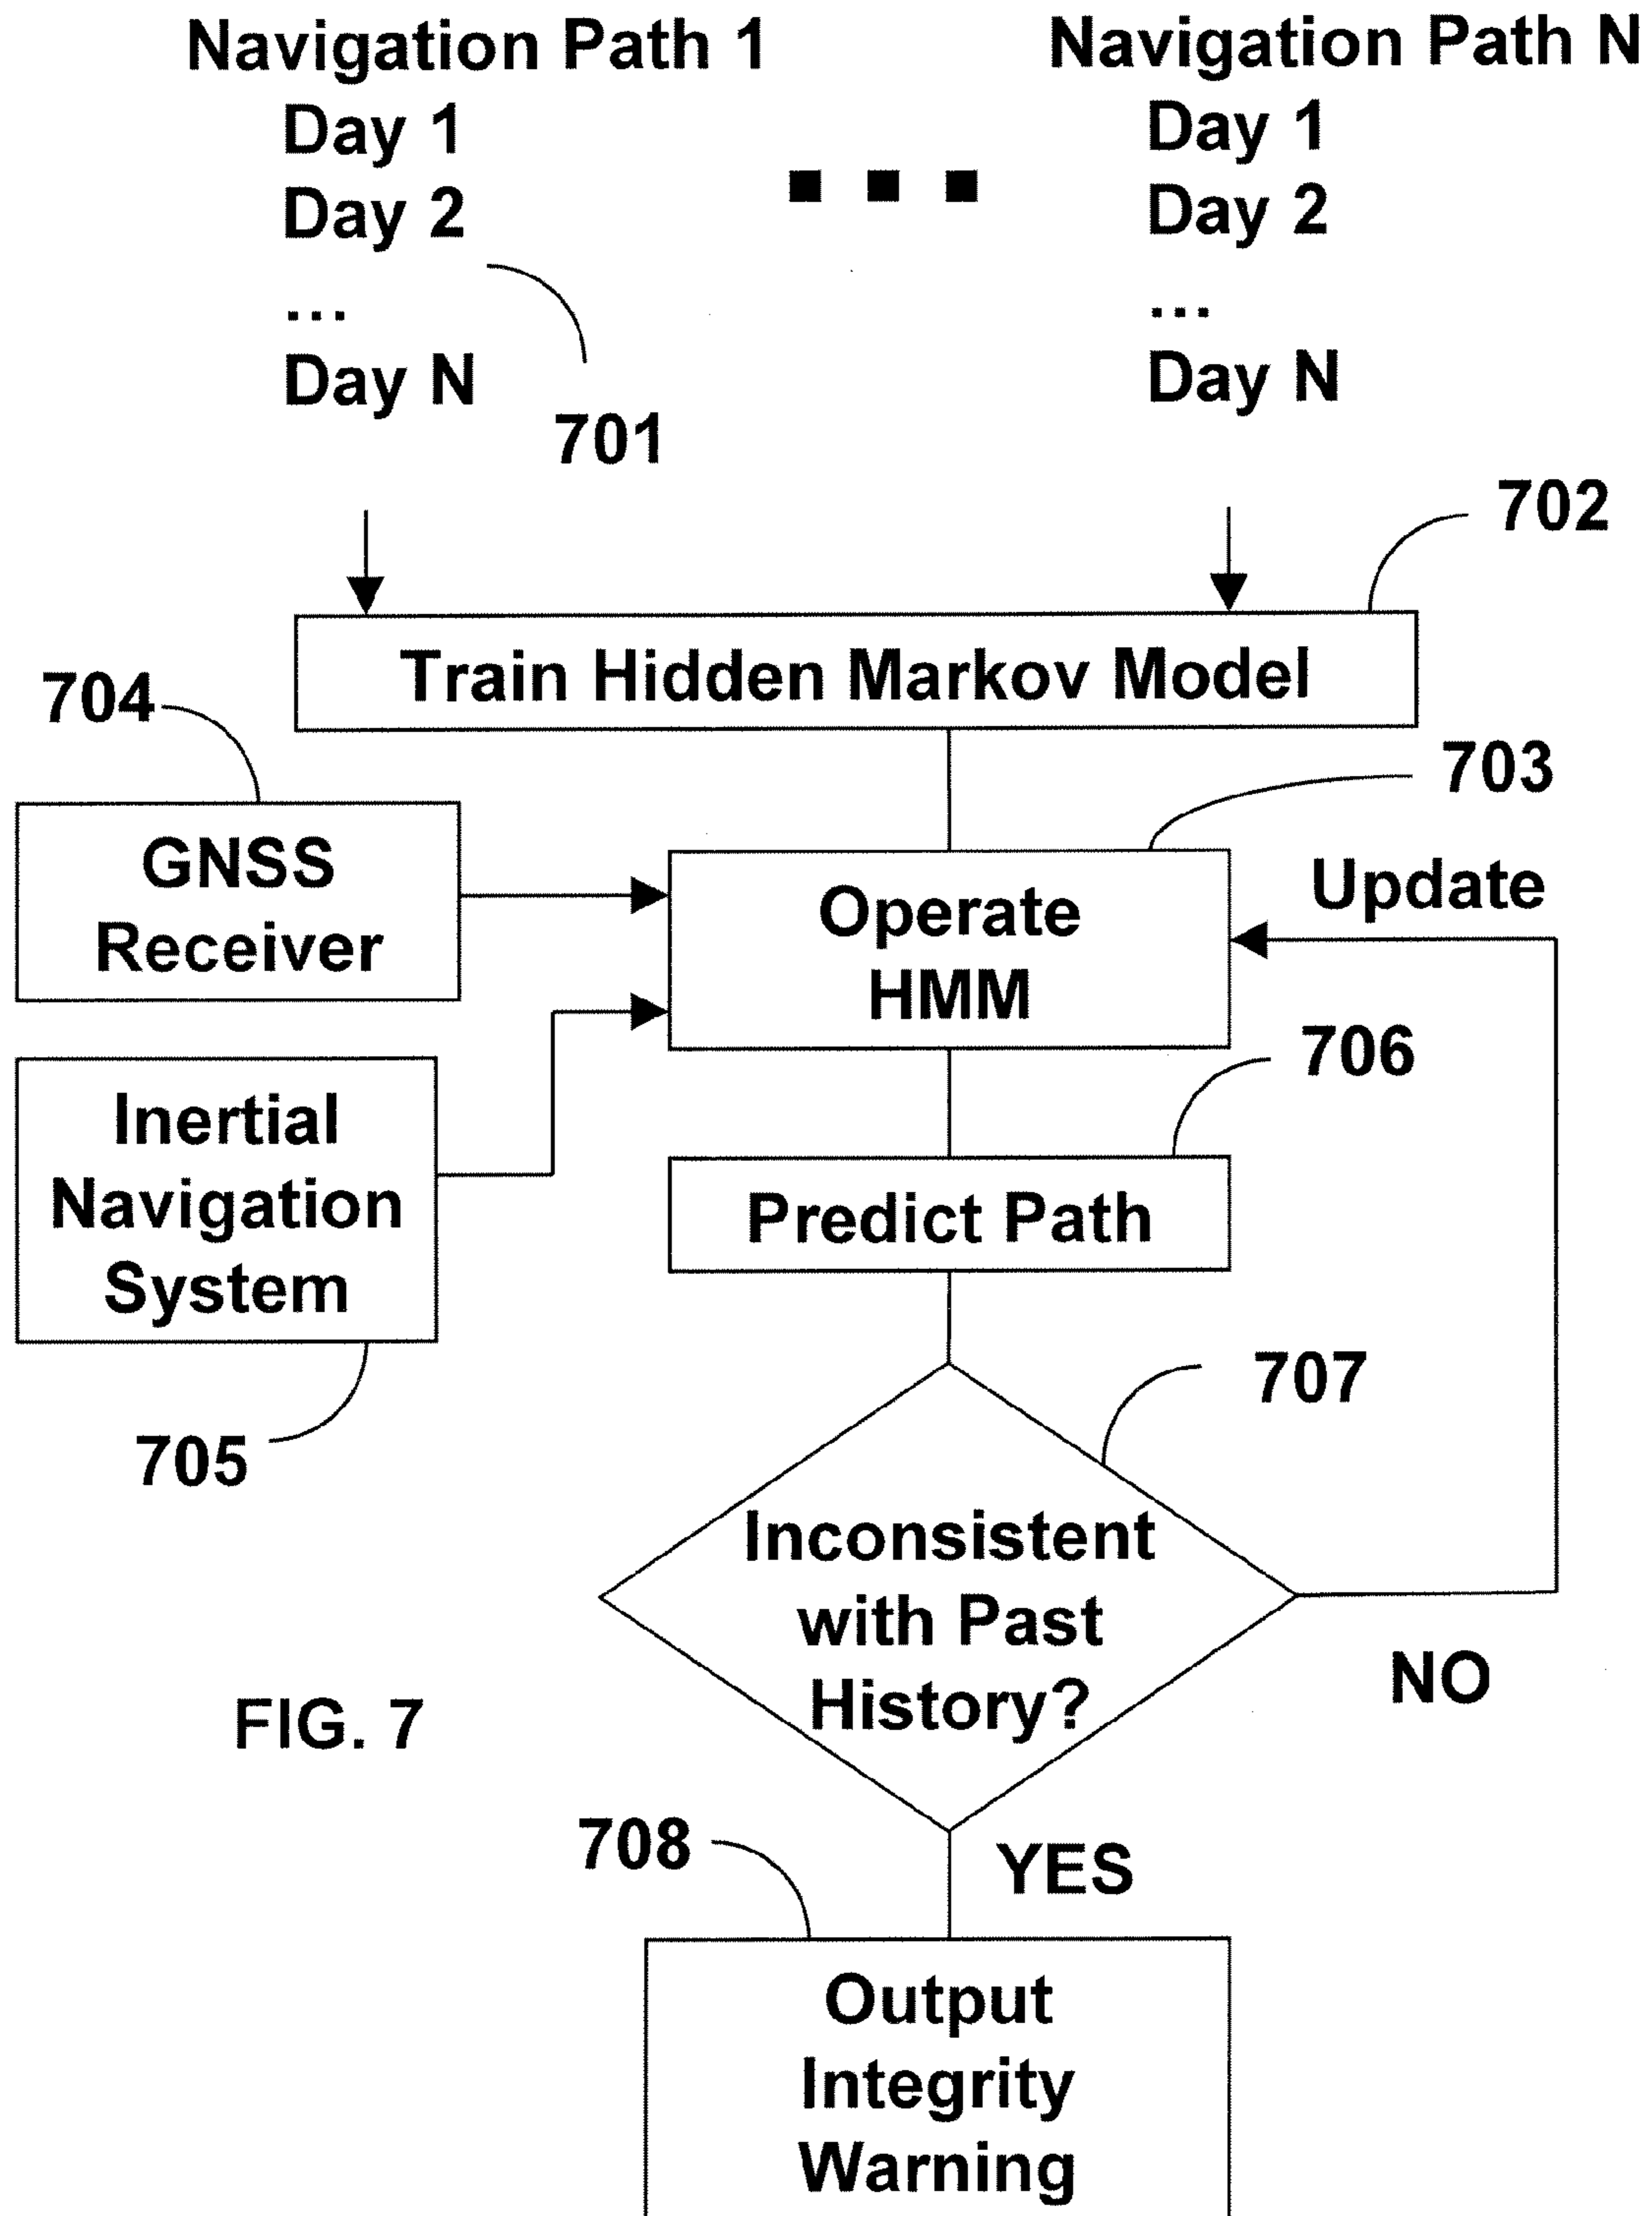 Navigation Path 1
Day 1
Day 2
...
Day N
701
Navigation Path N
Day 1
Day 2
...
Day N
702
Train Hidden Markov Model
704
703
GNSS
Receiver
Operate
HMM
Update
706
Inertial
Navigation
System
705
Predict Path
707
Inconsistent
with Past
History?
NO
FIG. 7
708
YES
Output
Integrity
Warning